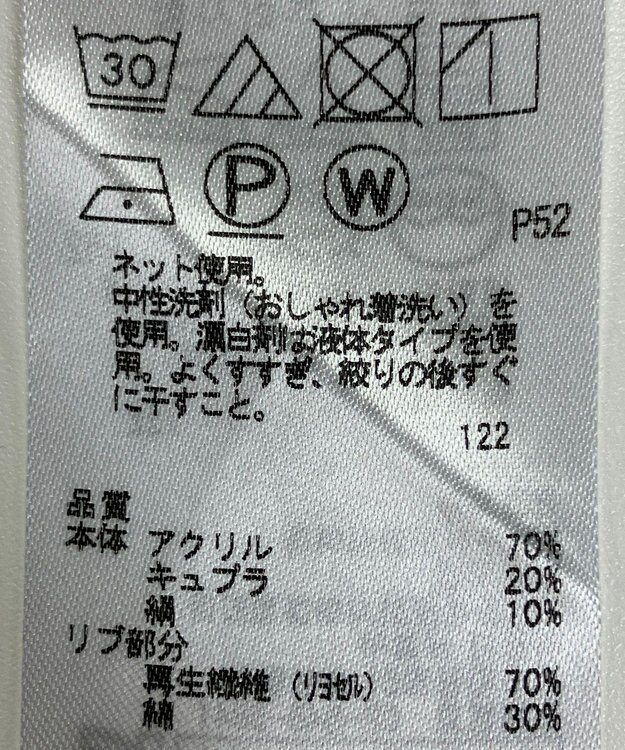 30
P W
P52
ネット使用。
中性洗剤（おしゃれ着洗い）を
使用。漂白剤は液体タイプを使
用。よくすすぎ、絞りの後すぐ
に干すこと。
122
品質
本体 アクリル 70%
キュプラ 20%
絹 10%
リブ部分
再生繊維（リヨセル） 70%
綿 30%